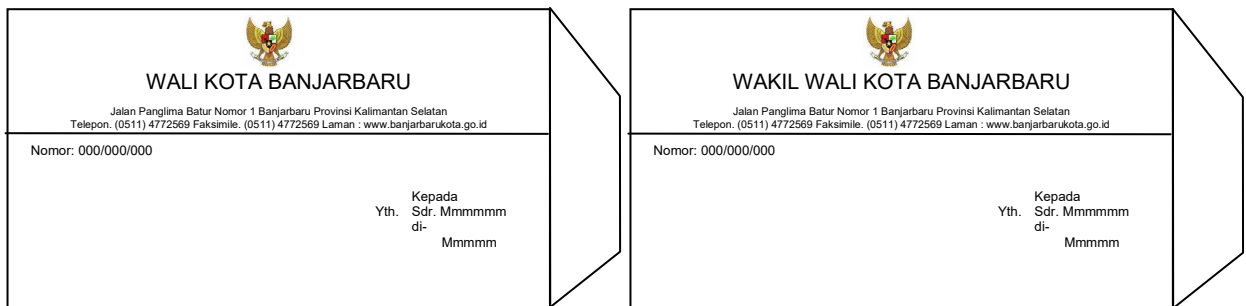 WALI KOTA BANJARBARU
Jalan Panglima Batur Nomor 1 Banjarbaru Provinsi Kalimantan Selatan
Telepon. (0511) 4772569 Faksimile. (0511) 4772569 Laman : www.banjarbarukota.go.id
Nomor: 000/000/000
Kepada
Yth. Sdr. Mmmmmm
di-
Mmmmm
WAKIL WALI KOTA BANJARBARU
Jalan Panglima Batur Nomor 1 Banjarbaru Provinsi Kalimantan Selatan
Telepon. (0511) 4772569 Faksimile. (0511) 4772569 Laman : www.banjarbarukota.go.id
Nomor: 000/000/000
Kepada
Yth. Sdr. Mmmmmm
di-
Mmmmm